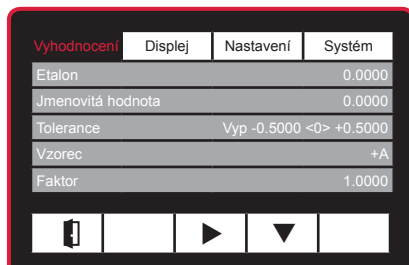 Vyhodnocení Displej Nastavení Systém
Etalon 0.0000
Jmenovitá hodnota 0.0000
Tolerance Vyp -0.5000 <0> +0.5000
Vzorec +A
Faktor 1.0000